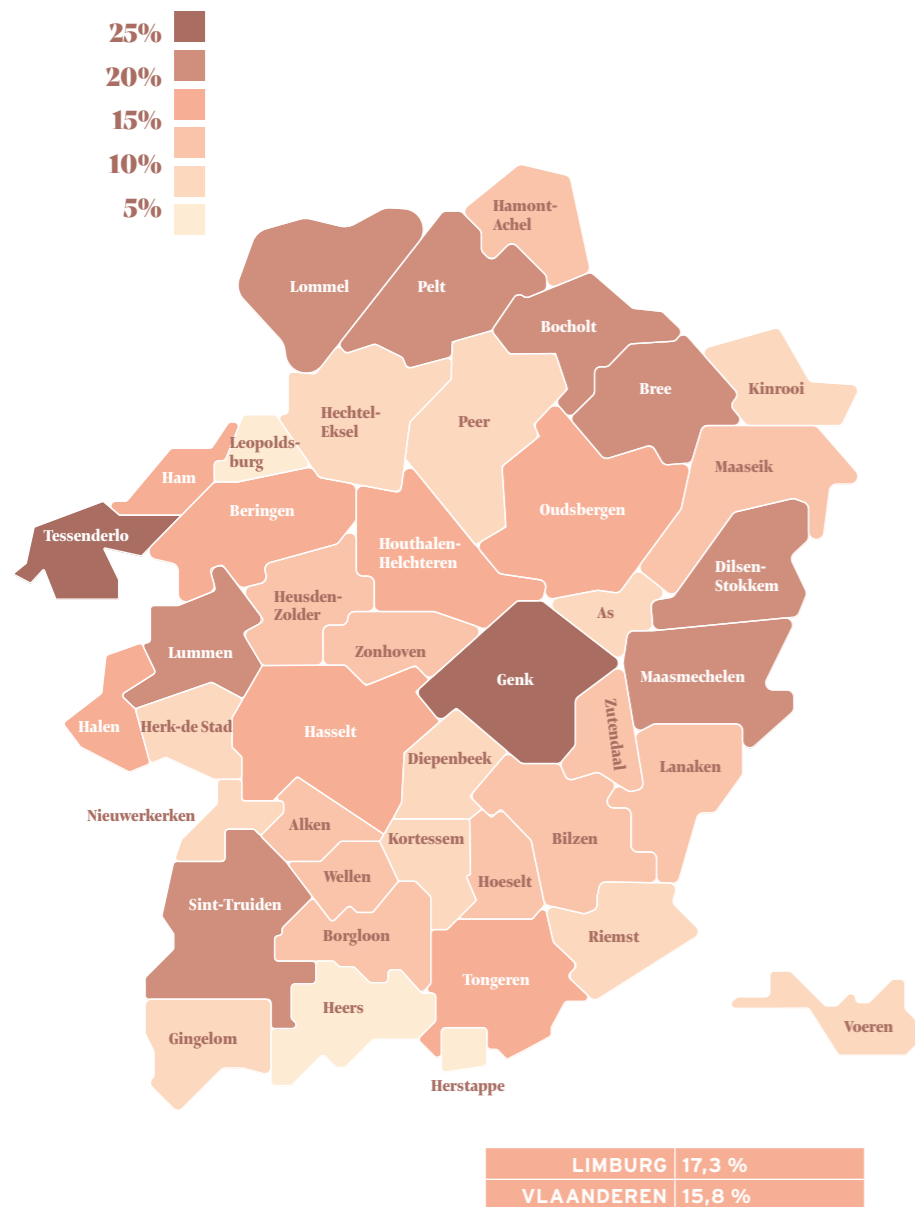 25%
20%
15%
10%
5%
Hamont-
Achel
Lommel
Pelt
Bocholt
Bree
Kinrooi
Hechtel-
Eksel
Peer
Leopolds-
burg
Maaseik
Ham
Beringen
Oudsbergen
Tessenderlo
Houthalen-
Helchteren
Dilsen-
Stokkem
Heusden-
Zolder
As
Lummen
Zonhoven
Genk
Maasmechelen
Halen
Herk-de Stad
Hasselt
Zutendaal
Diepenbeek
Lanaken
Nieuwerkerken
Alken
Kortessem
Bilzen
Wellen
Hoeselt
Sint-Truiden
Borgloon
Riemst
Tongeren
Heers
Voeren
Gingelom
Herstappe
LIMBURG 17,3 %
VLAANDEREN 15,8 %